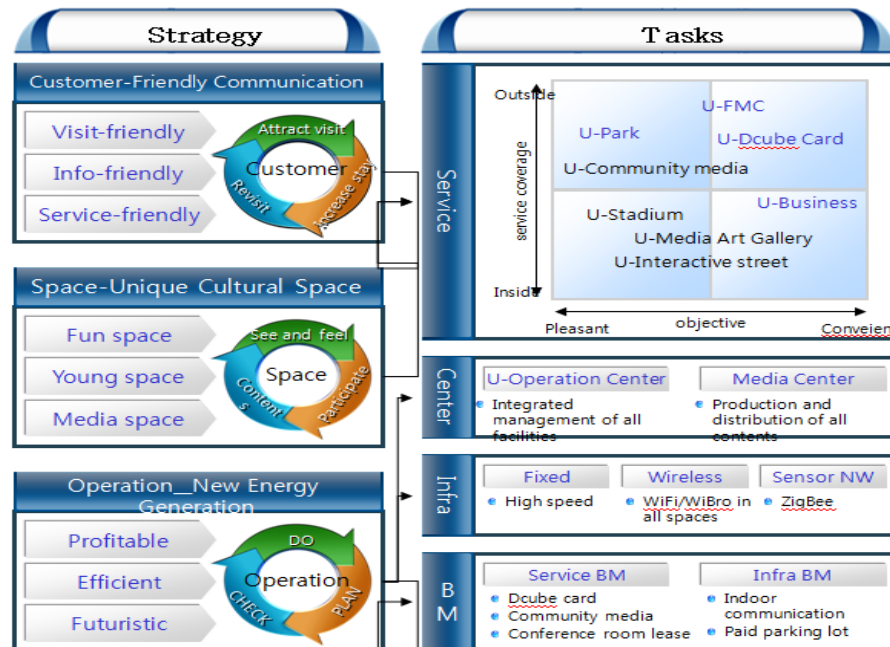 Strategy
Tasks
Customer-Friendly Communication
Visit-friendly
Info-friendly
Service-friendly
Attract visit
Customer
increase stay
Revisit
Space-Unique Cultural Space
Fun space
Young space
Media space
See and feel
Space
Participate
Content
s
Operation__New Energy
Generation
Profitable
Efficient
Futuristic
DO
Operation
PLAN
CHECK
Service
Outside
service coverage
Inside
U-FMC
U-Park
U-Dcube Card
U-Community media
U-Business
U-Stadium
U-Media Art Gallery
U-Interactive street
Pleasant
objective
Conveien
Center
U-Operation Center
Integrated
management of all
facilities
Media Center
Production and
distribution of all
contents
Infra
Fixed
High speed
Wireless
WiFi/WiBro in
all spaces
Sensor NW
ZigBee
B
M
Service BM
Dcube card
Community media
Conference room lease
Infra BM
Indoor
communication
Paid parking lot